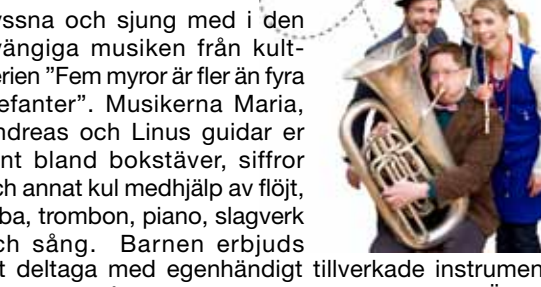 yssna och sjung med i den
vängiga musiken från kult-
erien ”Fem myror är fler än fyra
efanter”. Musikerna Maria,
ndreas och Linus guidar er
nt bland bokstäver, siffror
ch annat kul medhjälp av flöjt,
ba, trombon, piano, slagverk
ch sång. Barnen erbjuds
t deltaga med egenhändigt tillverkade instrumen